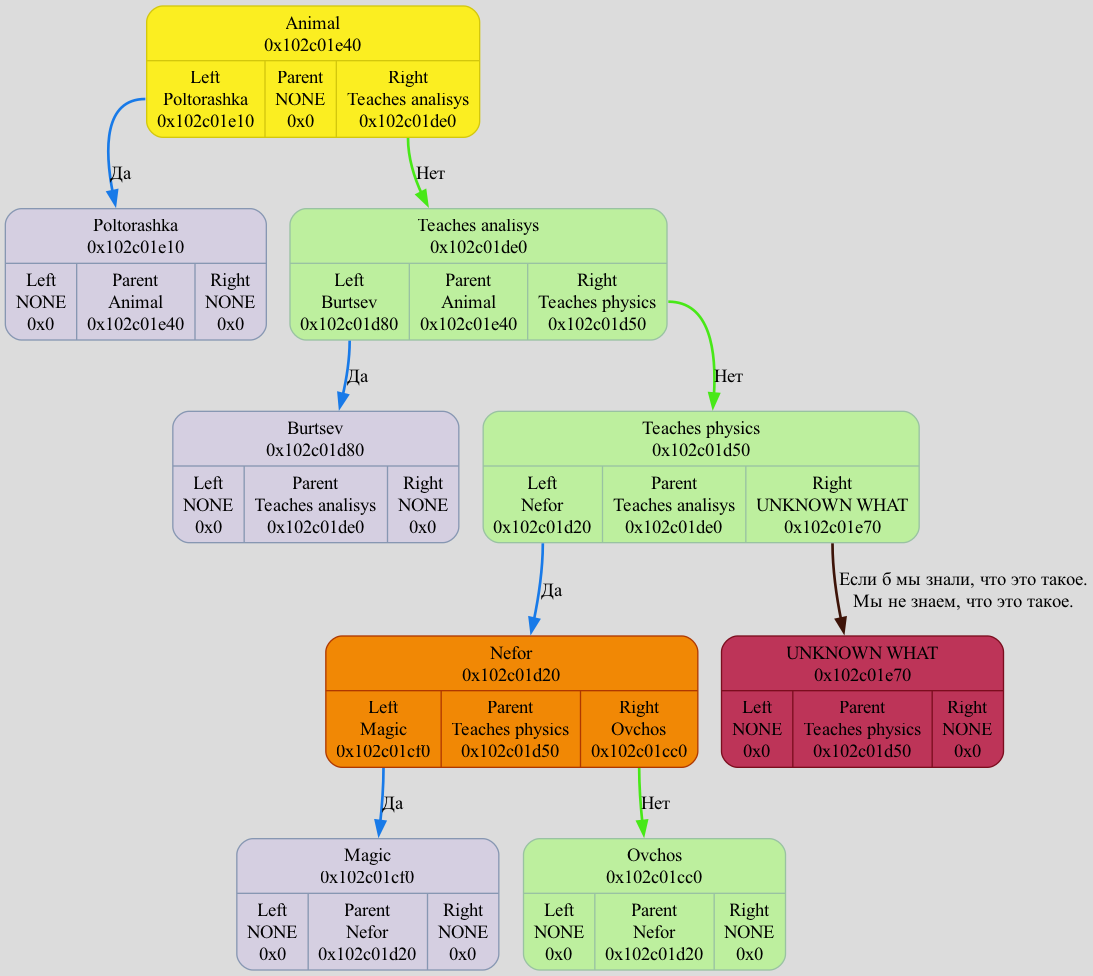 Animal
0x102c01e40
Left
Poltorashka
0x102c01e10
Parent
NONE
0x0
Right
Teaches analisys
0x102c01de0
Да
Нет
Poltorashka
0x102c01e10
Left
NONE
0x0
Parent
Animal
0x102c01e40
Right
NONE
0x0
Teaches analisys
0x102c01de0
Left
Burtsev
0x102c01d80
Parent
Animal
0x102c01e40
Right
Teaches physics
0x102c01d50
Да
Нет
Burtsev
0x102c01d80
Left
NONE
0x0
Parent
Teaches analisys
0x102c01de0
Right
NONE
0x0
Teaches physics
0x102c01d50
Left
Nefor
0x102c01d20
Parent
Teaches analisys
0x102c01de0
Right
UNKNOWN WHAT
0x102c01e70
Да
Если б мы знали, что это такое.
Мы не знаем, что это такое.
Nefor
0x102c01d20
Left
Magic
0x102c01cf0
Parent
Teaches physics
0x102c01d50
Right
Ovchos
0x102c01cc0
UNKNOWN WHAT
0x102c01e70
Left
NONE
0x0
Parent
Teaches physics
0x102c01d50
Right
NONE
0x0
Да
Нет
Magic
0x102c01cf0
Left
NONE
0x0
Parent
Nefor
0x102c01d20
Right
NONE
0x0
Ovchos
0x102c01cc0
Left
NONE
0x0
Parent
Nefor
0x102c01d20
Right
NONE
0x0